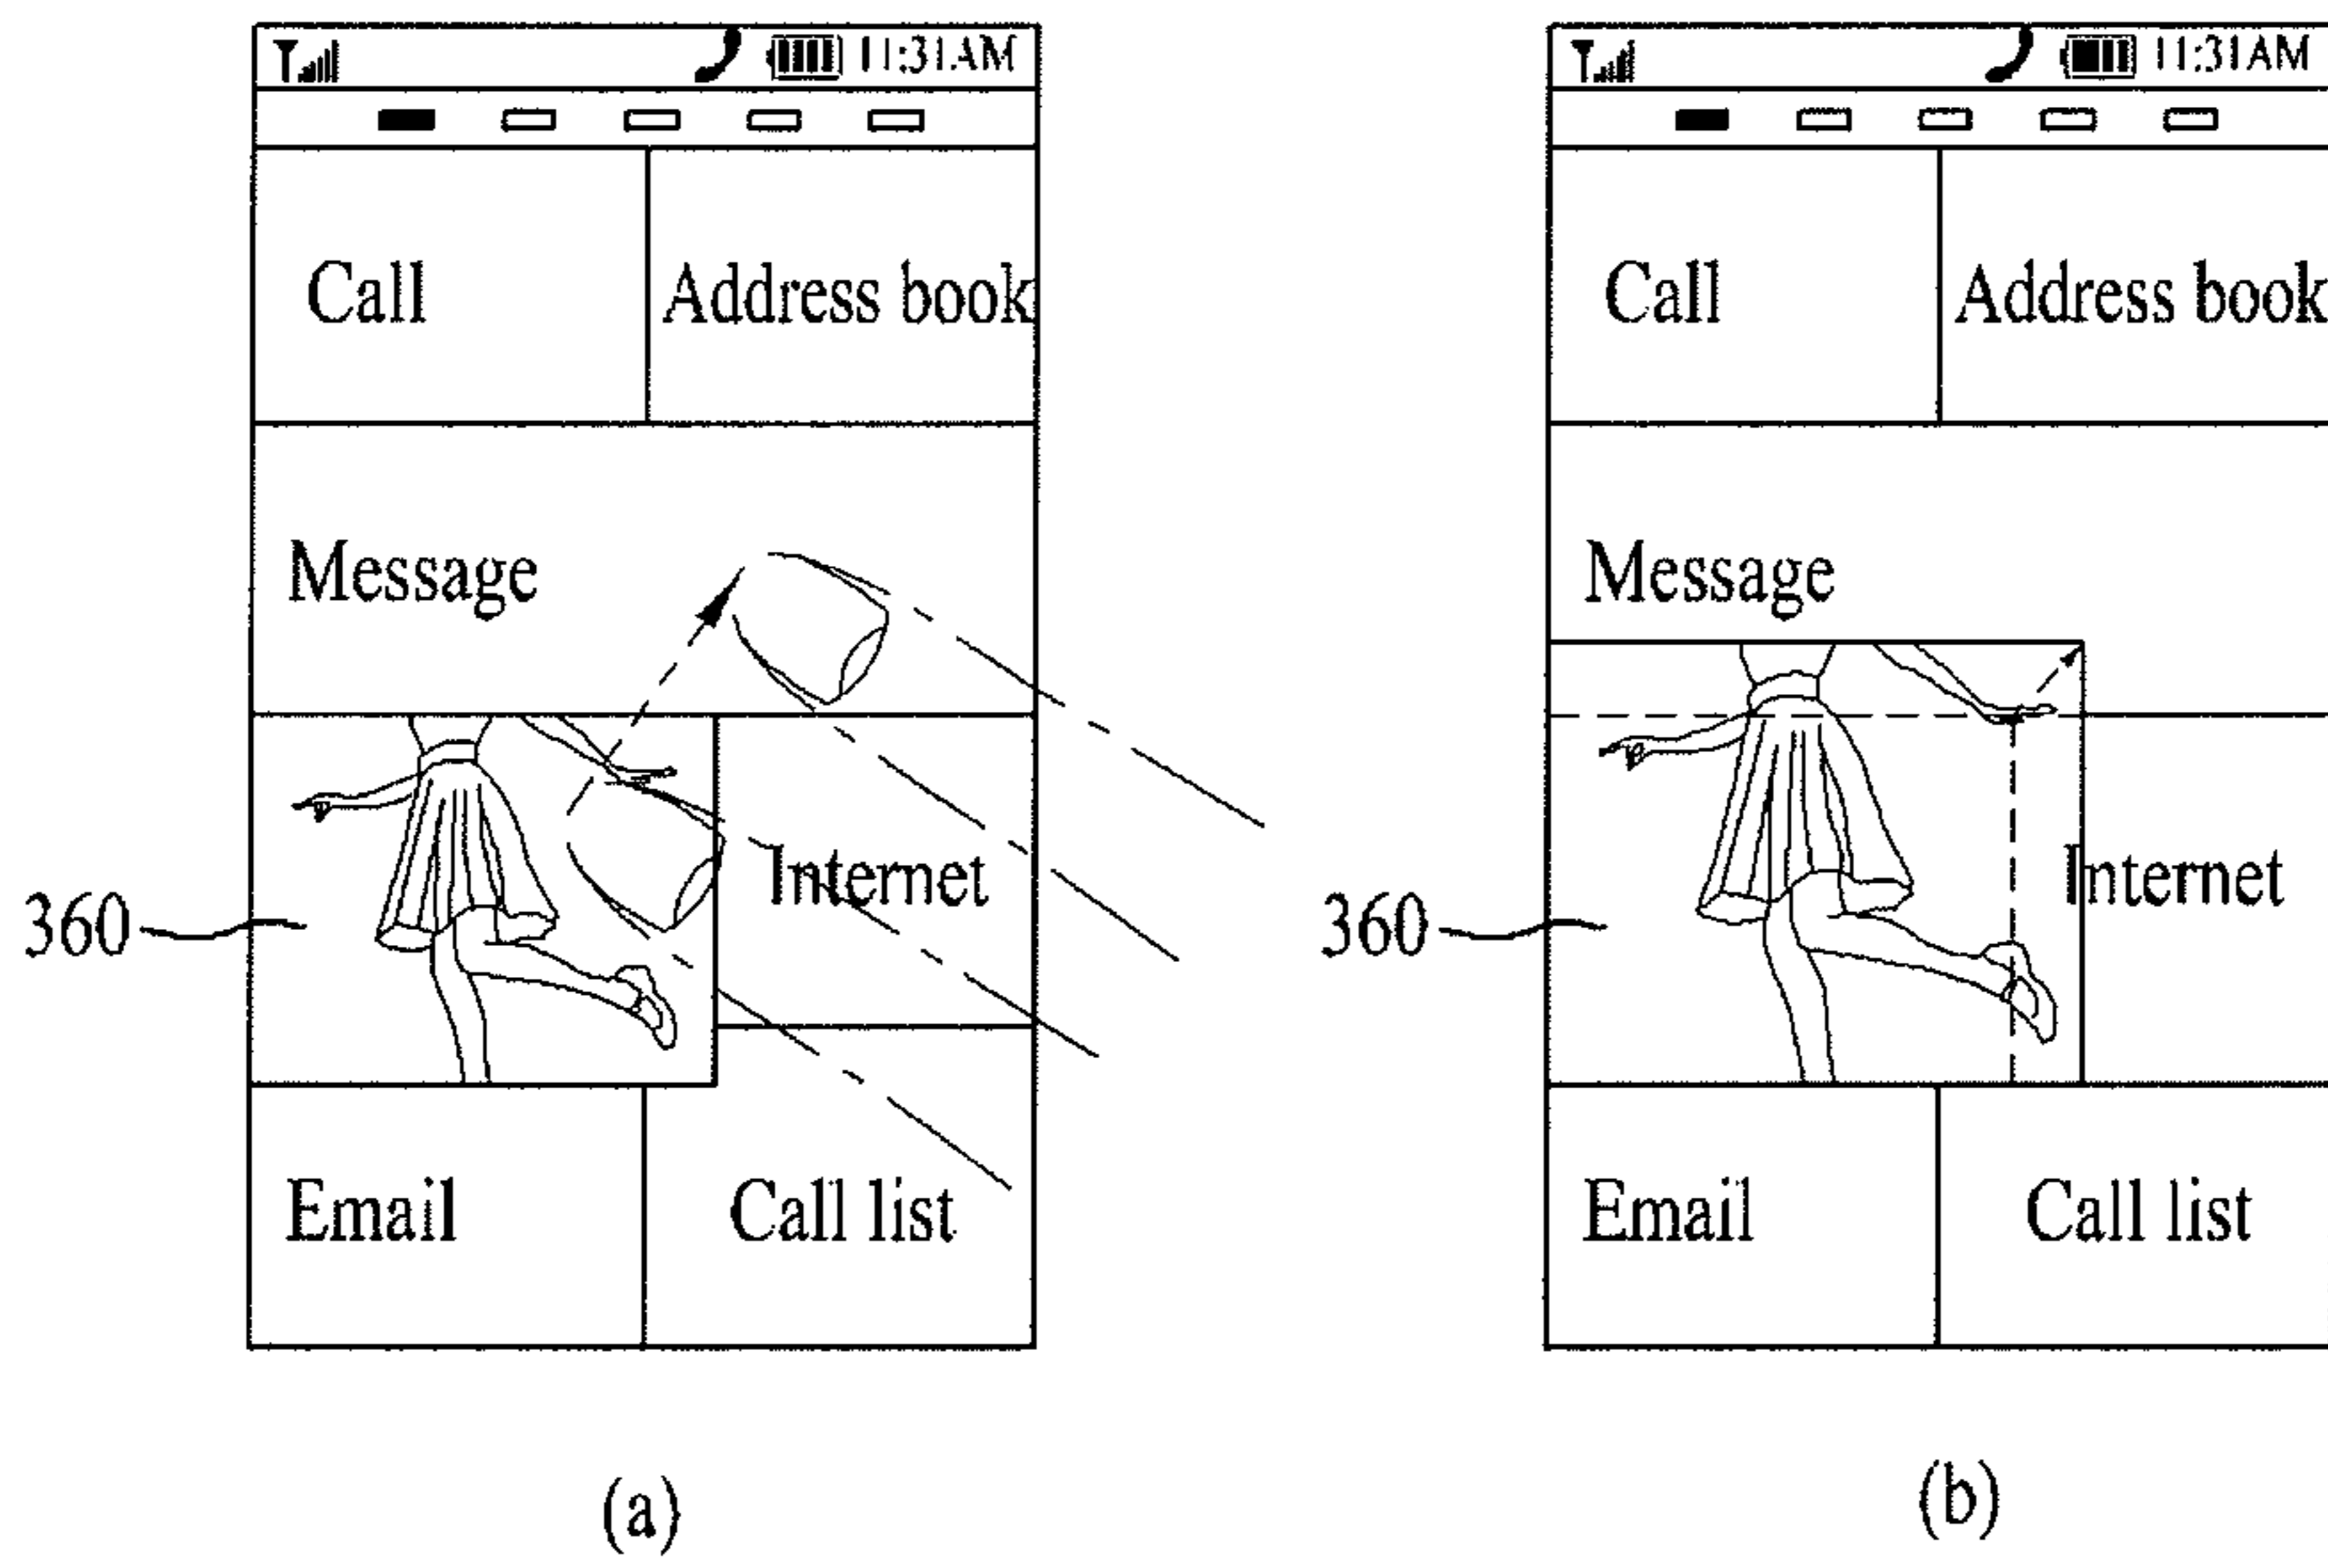 11:31AM
Call
Address book
Message
Internet
360
Email
Call list
(a)
11:31AM
Call
Address book
Message
Internet
360
Email
Call list
(b)